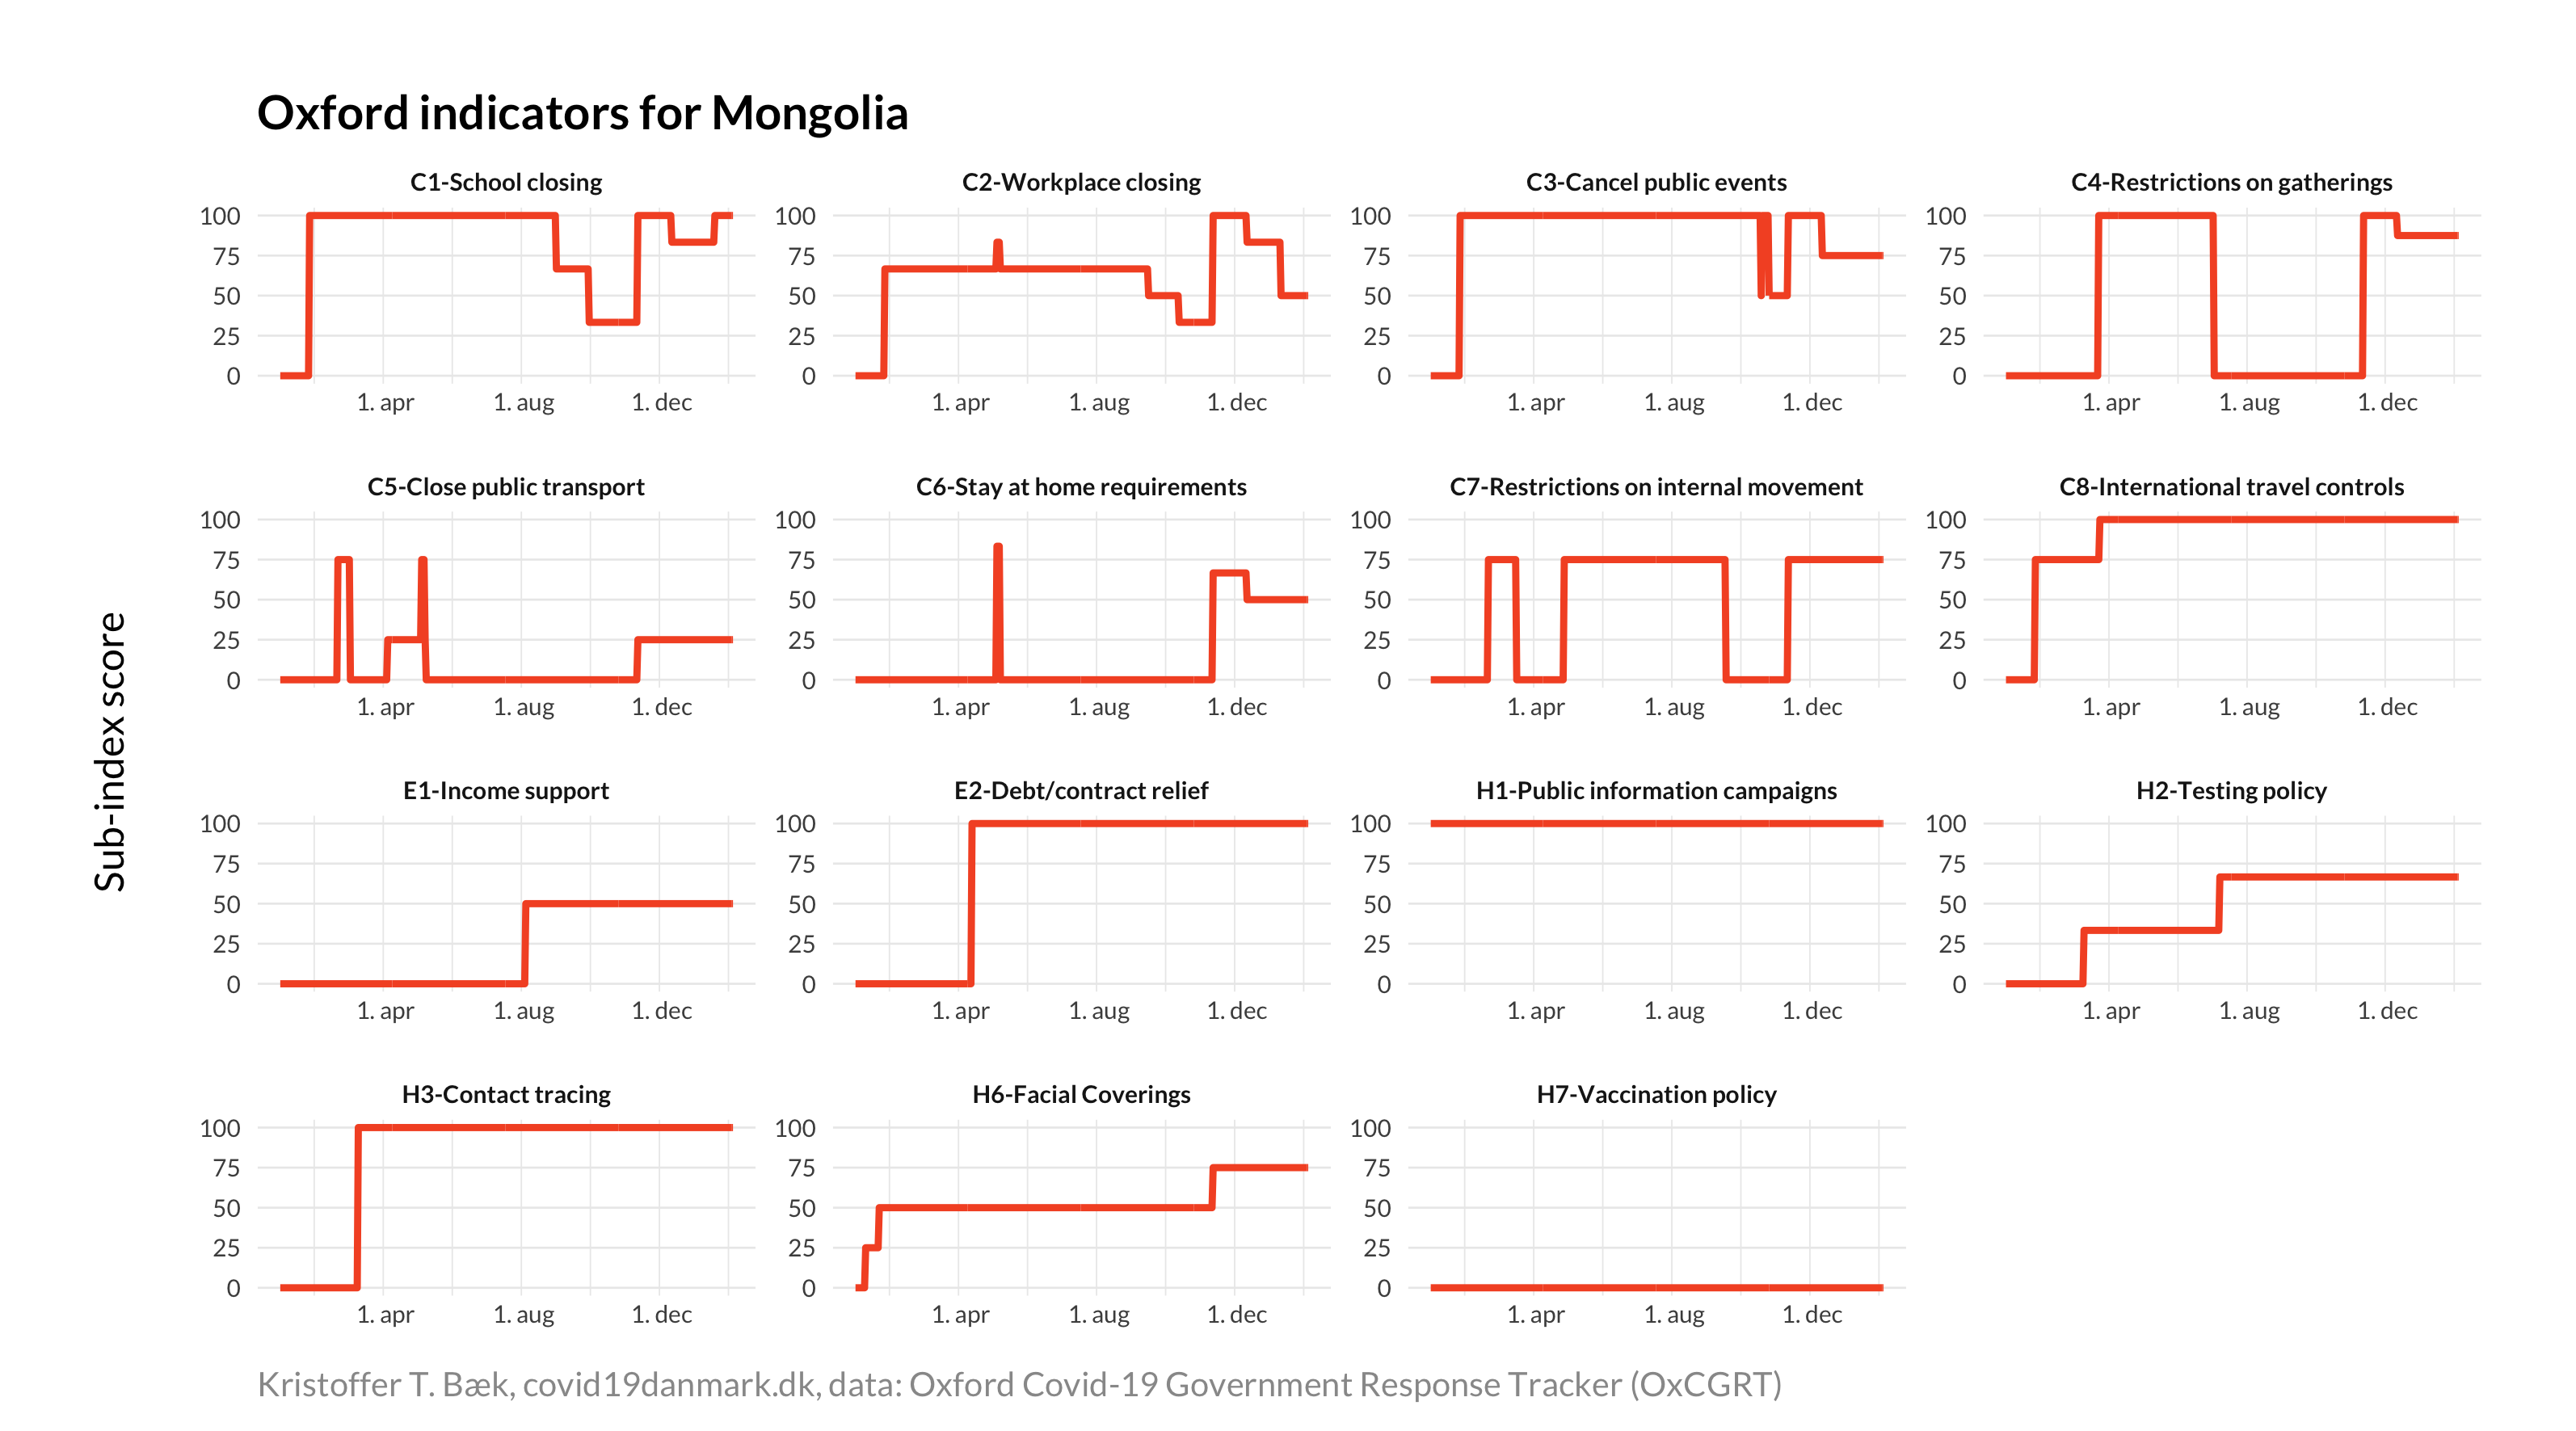 Oxford indicators for Mongolia
Sub-index score
C1-School closing
100
75
50
25
0
1. apr 1. aug 1. dec
C2-Workplace closing
100
75
50
25
0
1. apr 1. aug 1. dec
C3-Cancel public events
100
75
50
25
0
1. apr 1. aug 1. dec
C4-Restrictions on gatherings
100
75
50
25
0
1. apr 1. aug 1. dec
C5-Close public transport
100
75
50
25
0
1. apr 1. aug 1. dec
C6-Stay at home requirements
100
75
50
25
0
1. apr 1. aug 1. dec
C7-Restrictions on internal movement
100
75
50
25
0
1. apr 1. aug 1. dec
C8-International travel controls
100
75
50
25
0
1. apr 1. aug 1. dec
E1-Income support
100
75
50
25
0
1. apr 1. aug 1. dec
E2-Debt/contract relief
100
75
50
25
0
1. apr 1. aug 1. dec
H1-Public information campaigns
100
75
50
25
0
1. apr 1. aug 1. dec
H2-Testing policy
100
75
50
25
0
1. apr 1. aug 1. dec
H3-Contact tracing
100
75
50
25
0
1. apr 1. aug 1. dec
H6-Facial Coverings
100
75
50
25
0
1. apr 1. aug 1. dec
H7-Vaccination policy
100
75
50
25
0
1. apr 1. aug 1. dec
Kristoffer T. Bæk, covid19danmark.dk, data: Oxford Covid-19 Government Response Tracker (OxCGRT)